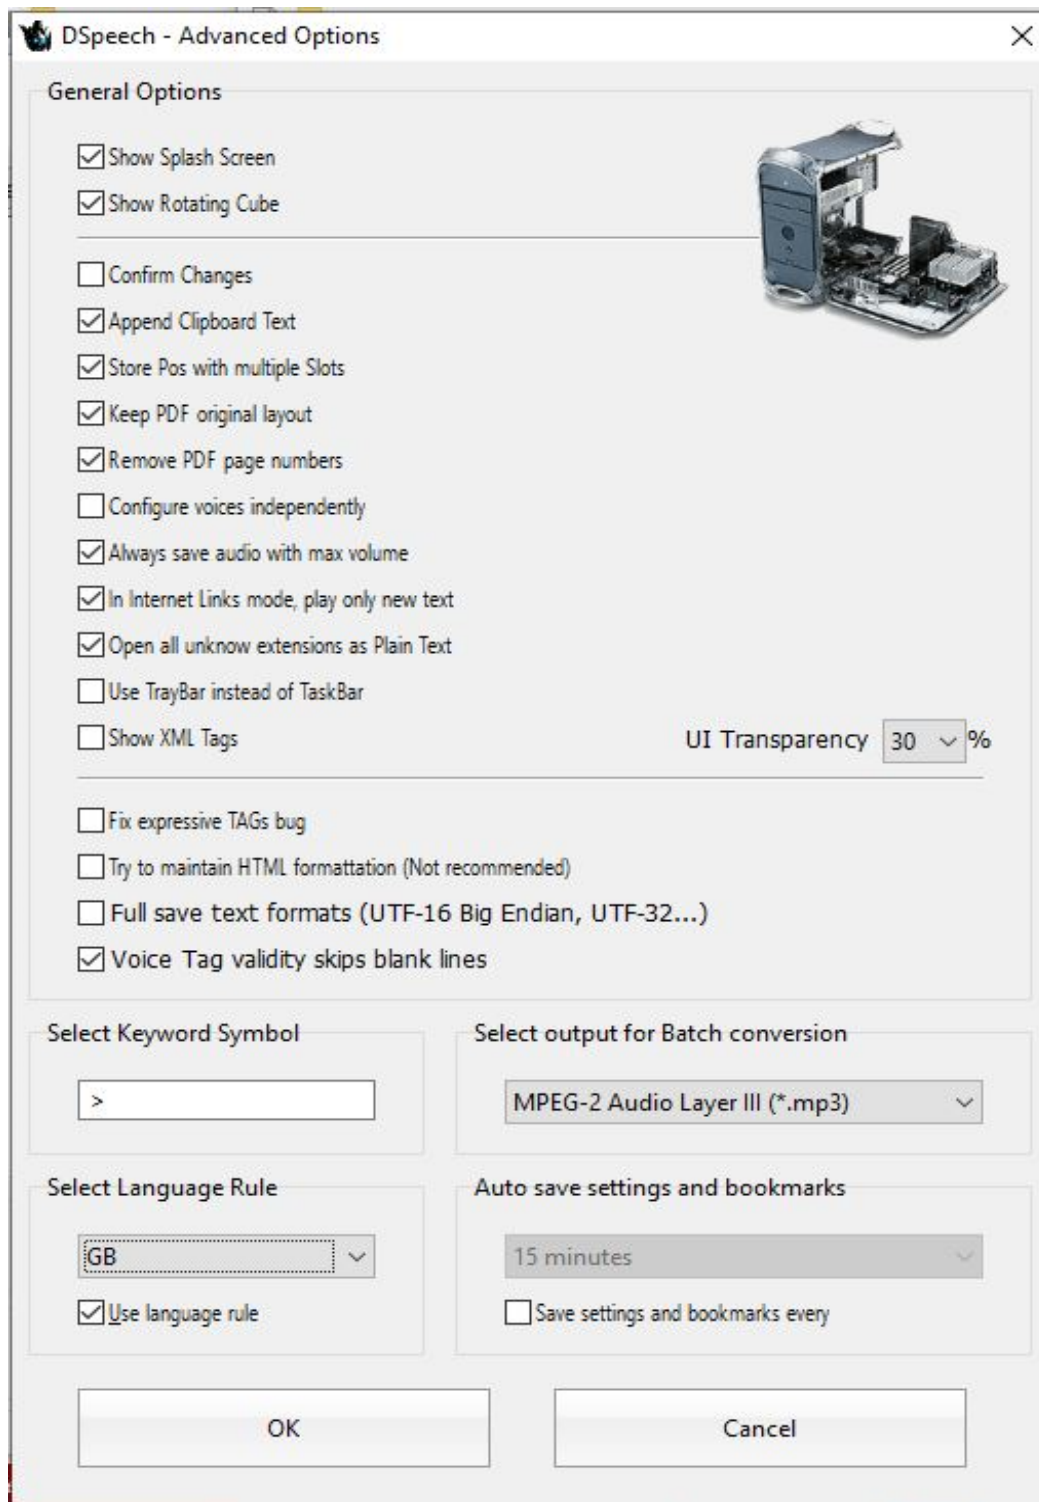 DSpeech - Advanced Options
General Options
Show Splash Screen
Show Rotating Cube
Confirm Changes
Append Clipboard Text
Store Pos with multiple Slots
Keep PDF original layout
Remove PDF page numbers
Configure voices independently
Always save audio with max volume
In Internet Links mode, play only new text
Open all unknow extensions as Plain Text
Use TrayBar instead of TaskBar
Show XML Tags
UI Transparency 30 %
Fix expressive TAGs bug
Try to maintain HTML formattation (Not recommended)
Full save text formats (UTF-16 Big Endian, UTF-32...)
Voice Tag validity skips blank lines
Select Keyword Symbol
>
Select output for Batch conversion
MPEG-2 Audio Layer III (*.mp3)
Select Language Rule
GB
Use language rule
Auto save settings and bookmarks
15 minutes
Save settings and bookmarks every
OK
Cancel